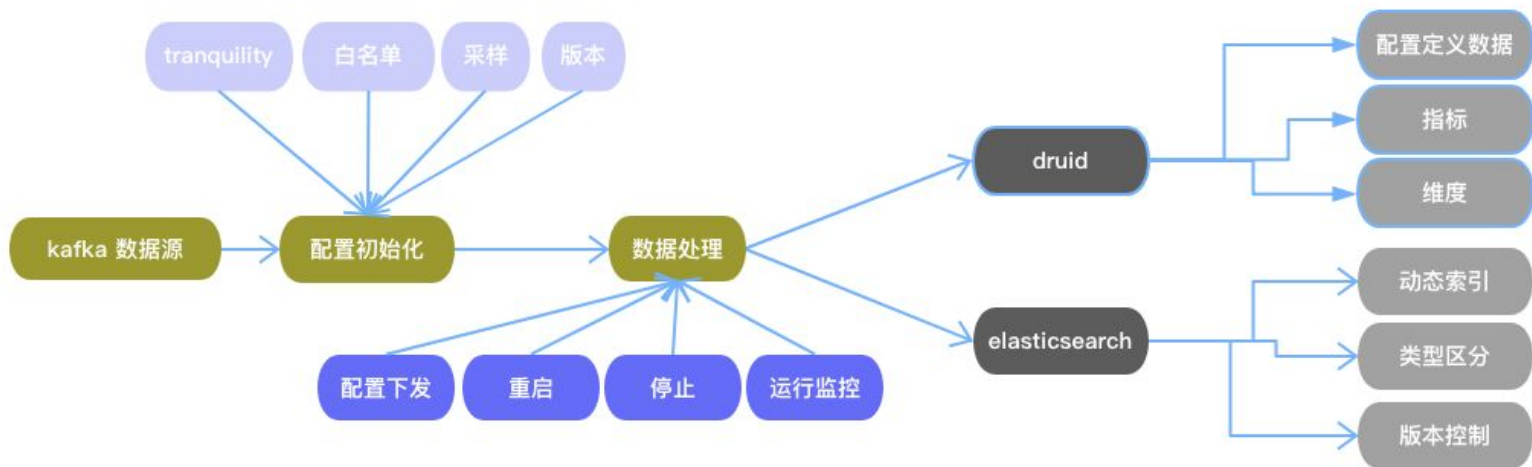 tranquility
白名单
采样
版本
kafka 数据源
配置初始化
数据处理
配置下发
重启
停止
运行监控
druid
elasticsearch
配置定义数据
指标
维度
动态索引
类型区分
版本控制